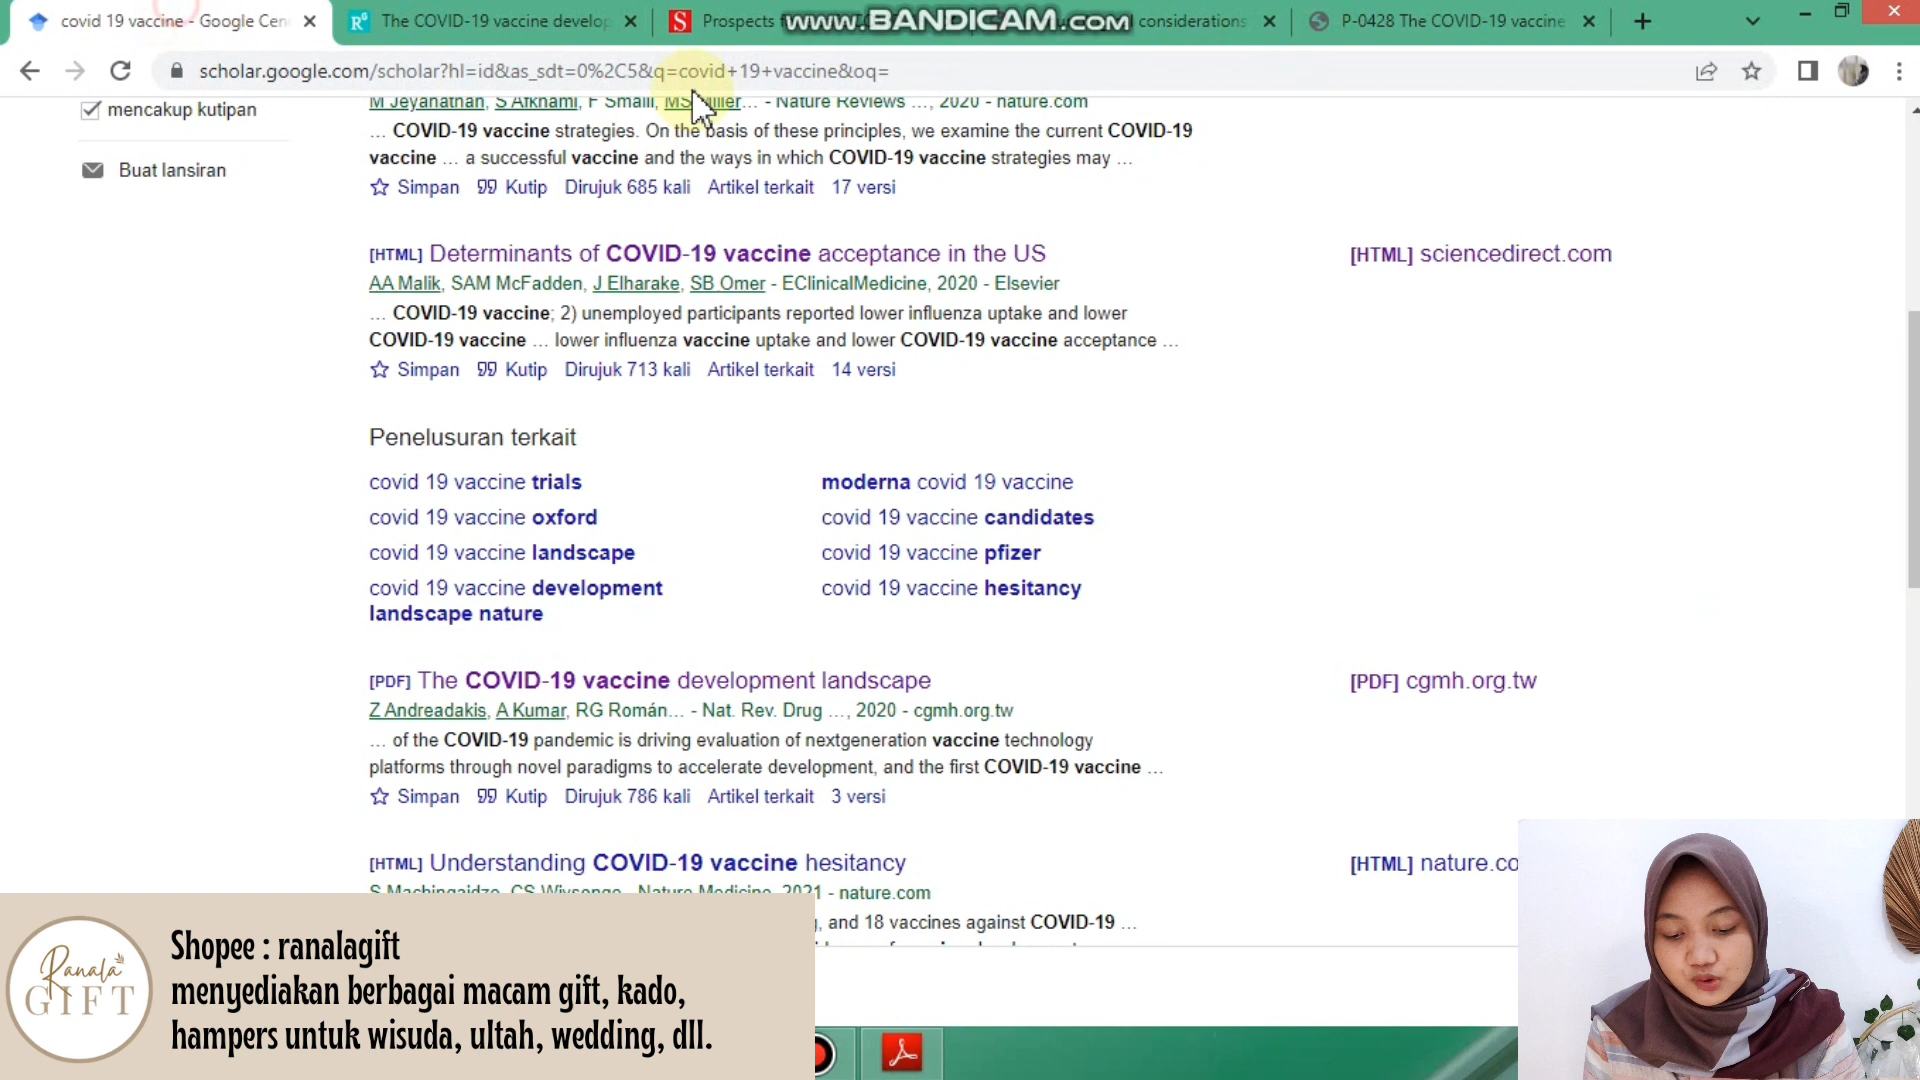 covid 19 vaccine - Google Cen
The COVID-19 vaccine develop
Prospects
www.BANDICAM.com
considerations
P-0428 The COVID-19 vaccine
scholar.google.com/scholar?hl=id&as_sdt=0%2C5&q=covid+19+vaccine&oq=
mencakup kutipan
Buat lansiran
M Jeyanathan, S Afkhami, F Smaill, MS Miller... - Nature Reviews …, 2020 - nature.com
… COVID-19 vaccine strategies. On the basis of these principles, we examine the current COVID-19
vaccine … a successful vaccine and the ways in which COVID-19 vaccine strategies may …
Simpan Kutip Dirujuk 685 kali Artikel terkait 17 versi
[HTML] Determinants of COVID-19 vaccine acceptance in the US
[HTML] sciencedirect.com
AA Malik, SAM McFadden, J Elharake, SB Omer - EClinicalMedicine, 2020 - Elsevier
… COVID-19 vaccine; 2) unemployed participants reported lower influenza uptake and lower
COVID-19 vaccine … lower influenza vaccine uptake and lower COVID-19 vaccine acceptance …
Simpan Kutip Dirujuk 713 kali Artikel terkait 14 versi
Penelusuran terkait
covid 19 vaccine trials
covid 19 vaccine oxford
covid 19 vaccine landscape
covid 19 vaccine development
landscape nature
moderna covid 19 vaccine
covid 19 vaccine candidates
covid 19 vaccine pfizer
covid 19 vaccine hesitancy
[PDF] The COVID-19 vaccine development landscape
[PDF] cgmh.org.tw
Z Andreadakis, A Kumar, RG Román... - Nat. Rev. Drug …, 2020 - cgmh.org.tw
… of the COVID-19 pandemic is driving evaluation of nextgeneration vaccine technology
platforms through novel paradigms to accelerate development, and the first COVID-19 vaccine …
Simpan Kutip Dirujuk 786 kali Artikel terkait 3 versi
[HTML] Understanding COVID-19 vaccine hesitancy
[HTML] nature.co
S Machingaidze, CS Wiysonge - Nature Medicine, 2021 - nature.com
, and 18 vaccines against COVID-19 …
Ranala
GIFT
Shopee : ranalagift
menyediakan berbagai macam gift, kado,
hampers untuk wisuda, ultah, wedding, dll.